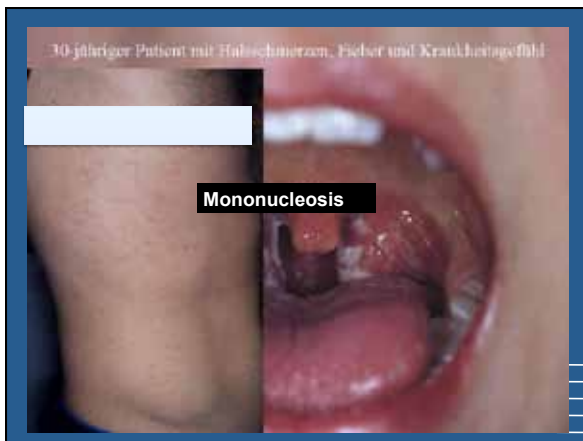 30-jähriger Patient mit Halsschmerzen, Fieber und Krankheitsgefühl
Mononucleosis